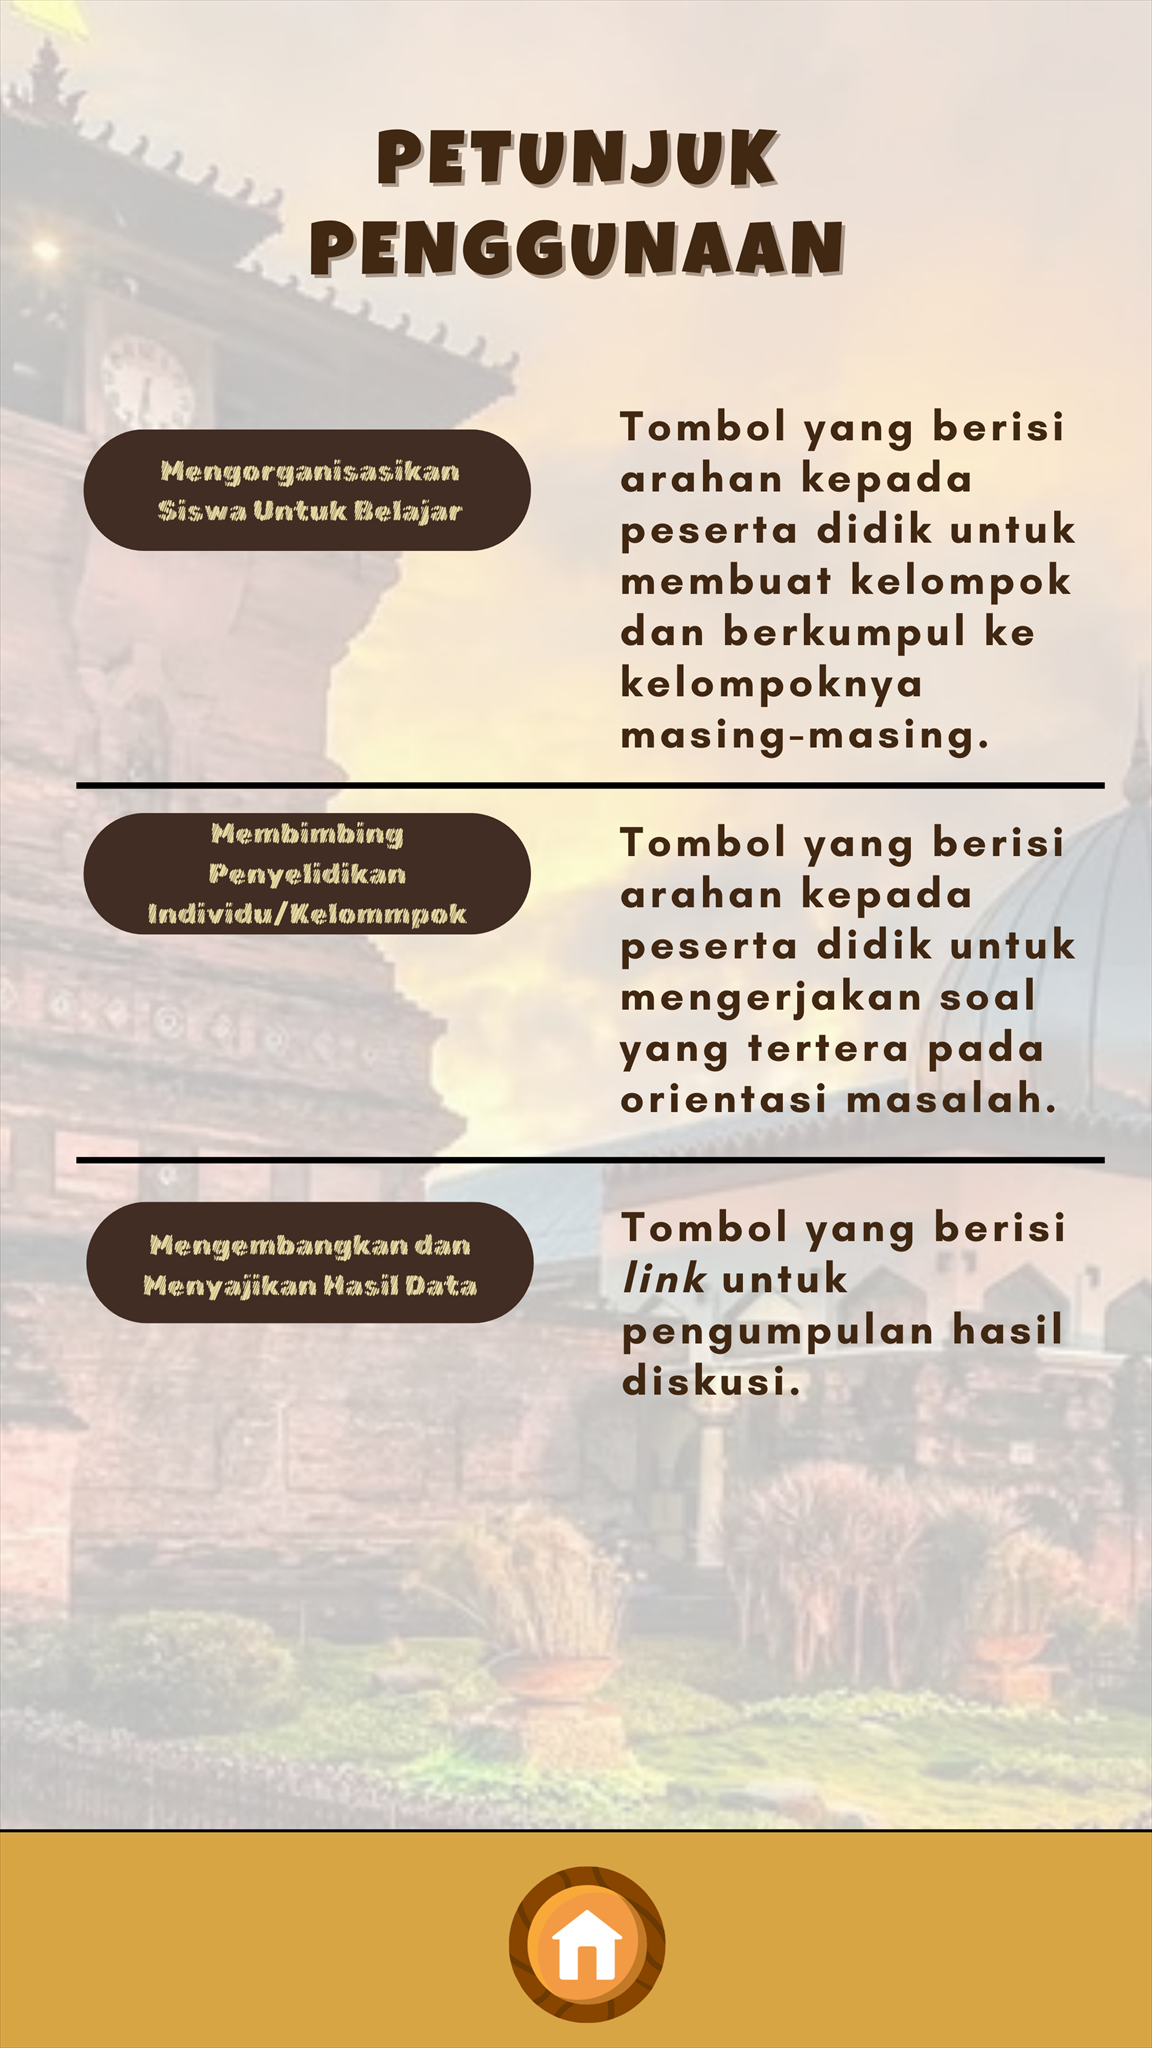 PETUNJUK
PENGGUNAAN
Mengorganisasikan
Siswa Untuk Belajar
Tombol yang berisi
arahan kepada
peserta didik untuk
membuat kelompok
dan berkumpul ke
kelompoknya
masing-masing.
Membimbing
Penyelidikan
Individu/Kelommpok
Tombol yang berisi
arahan kepada
peserta didik untuk
mengerjakan soal
yang tertera pada
orientasi masalah.
Mengembangkan dan
Menyajikan Hasil Data
Tombol yang berisi
link untuk
pengumpulan hasil
diskusi.